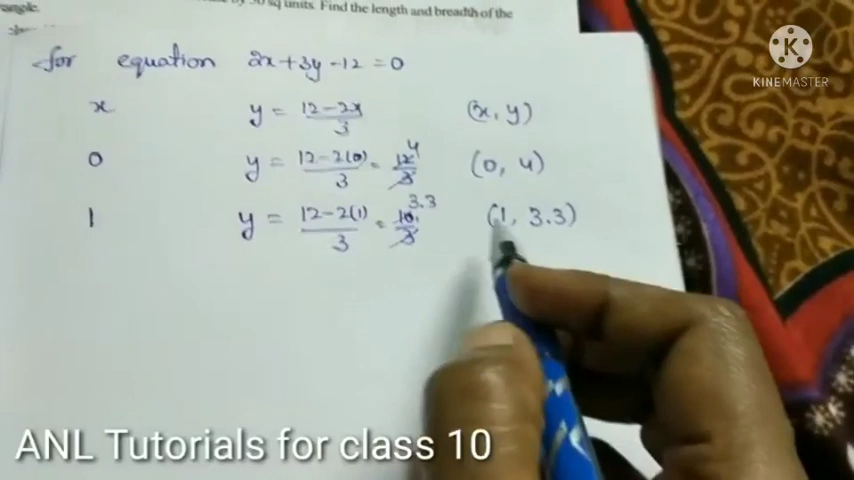 sq units. Find the length and breadth of the
for equation 2x+3y-12=0
x y = 12-2x/3 (x, y)
0 y = 12-2(0)/3 = 12/3 4 (0, 4)
1 y = 12-2(1)/3 = 10/3 3.3 (1, 3.3)
KINEMASTER
ANL Tutorials for class 10